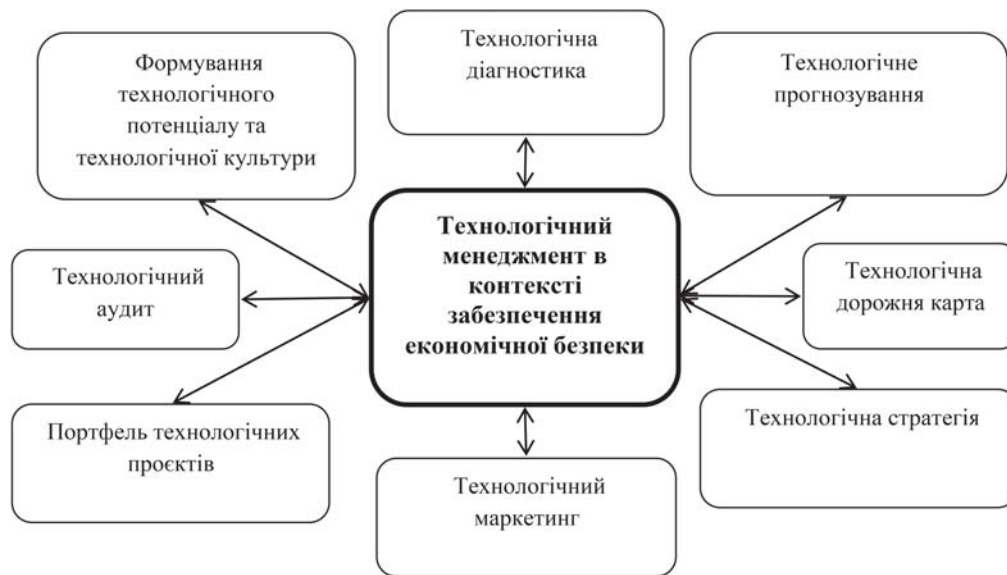 Формування
технологічного
потенціалу та
технологічної культури
Технологічна
діагностика
Технологічне
прогнозування
Технологічний
аудит
Технологічний
менеджмент в
контексті
забезпечення
економічної безпеки
Технологічна
дорожня карта
Портфель технологічних
проєктів
Технологічний
маркетинг
Технологічна стратегія